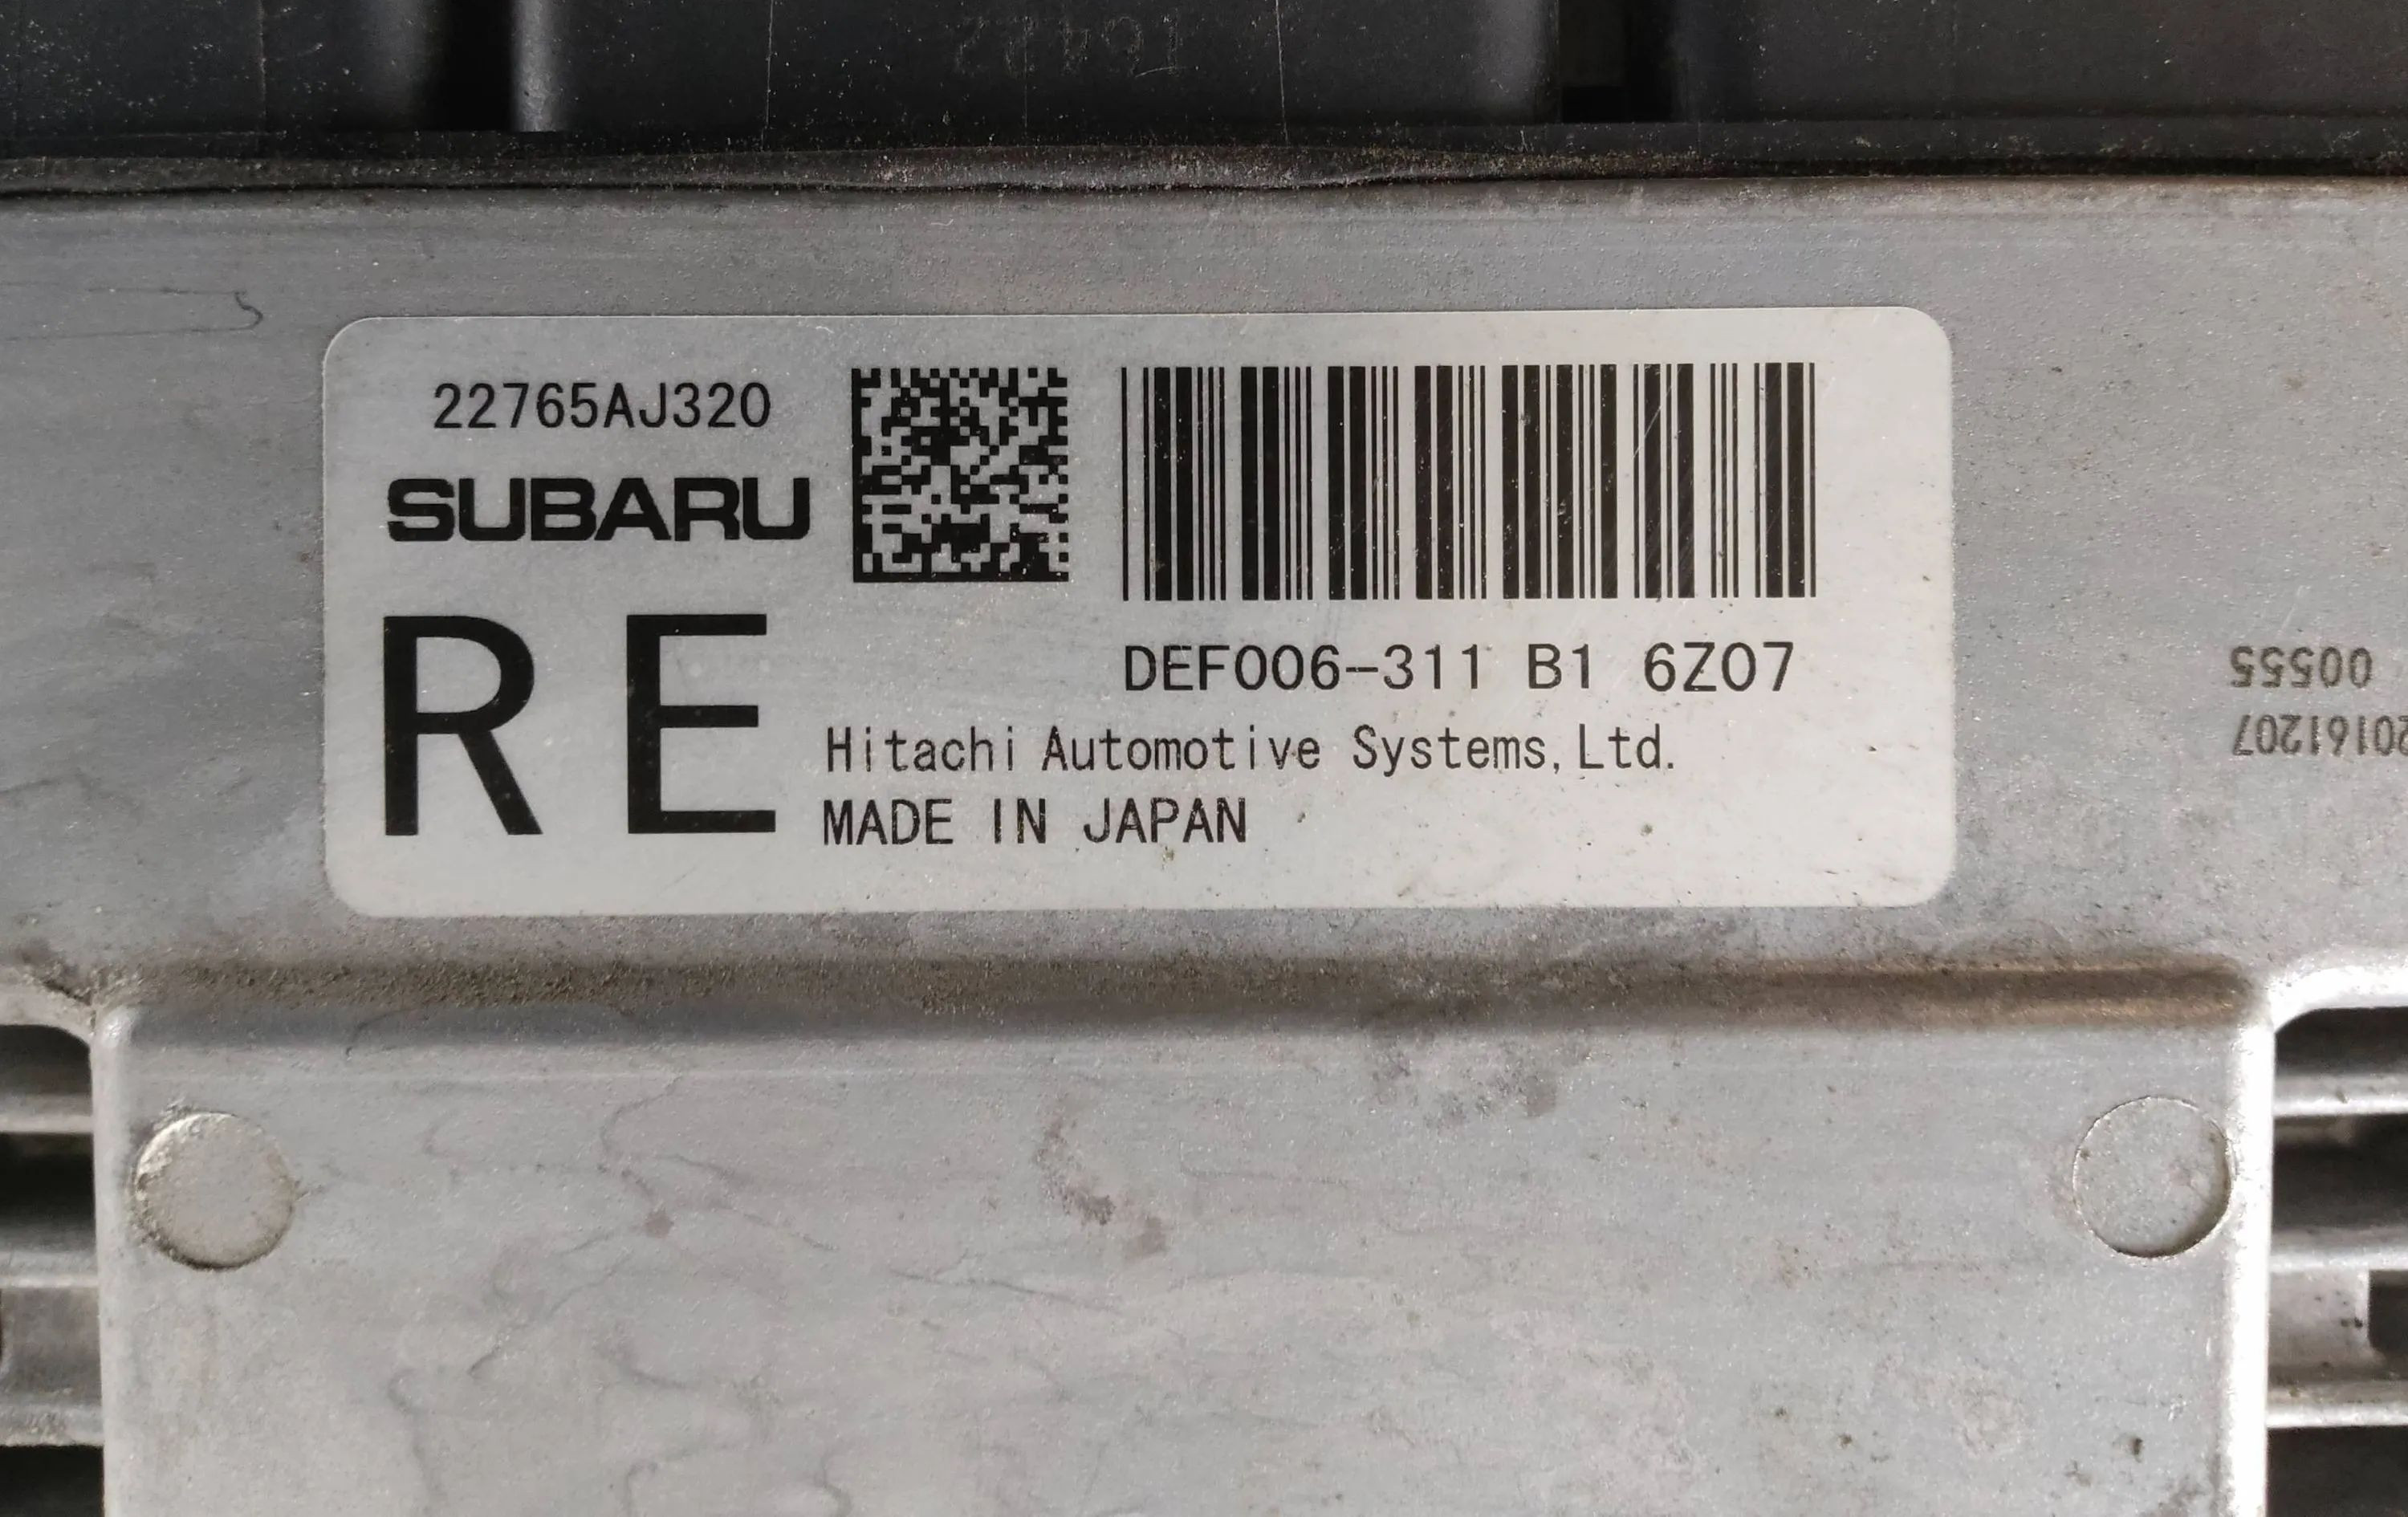 22765AJ320
SUBARU
RE
DEF006-311 B1 6Z07
Hitachi Automotive Systems,Ltd.
MADE IN JAPAN
00555
20161207